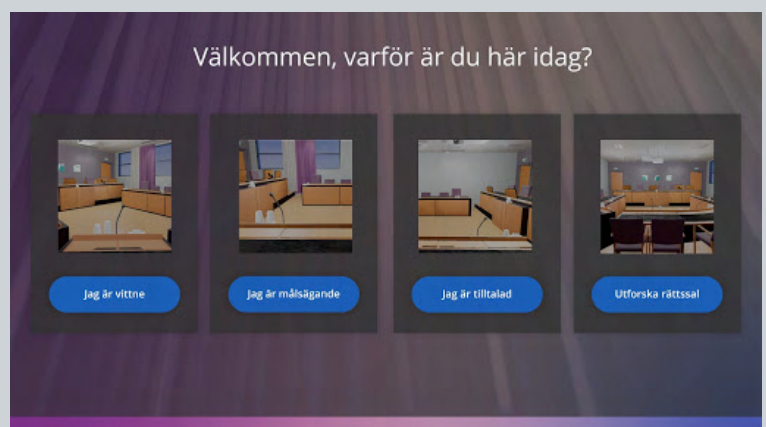 Välkommen, varför är du här idag?
Jag är vittne
Jag är målsägande
Jag är tilltalad
Utforska rättssal